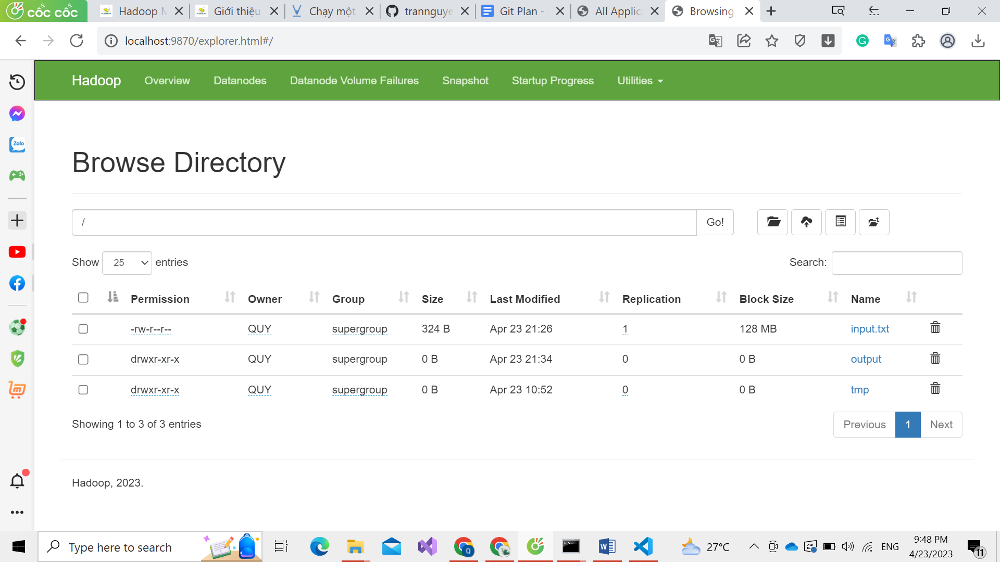 cốc cốc
Hadoop M
Giới thiệu
Chạy một
trannguye
Git Plan -
All Applica
Browsing
localhost:9870/explorer.html#/
Hadoop Overview Datanodes Datanode Volume Failures Snapshot Startup Progress Utilities
Zalo
Browse Directory
/ Go!
Show 25 entries Search:
Permission Owner Group Size Last Modified Replication Block Size Name
-rw-r--r-- QUY supergroup 324 B Apr 23 21:26 1 128 MB input.txt
drwxr-xr-x QUY supergroup 0 B Apr 23 21:34 0 0 B output
drwxr-xr-x QUY supergroup 0 B Apr 23 10:52 0 0 B tmp
Showing 1 to 3 of 3 entries Previous 1 Next
Hadoop, 2023.
Type here to search
27°C
ENG
9:48 PM
4/23/2023
11